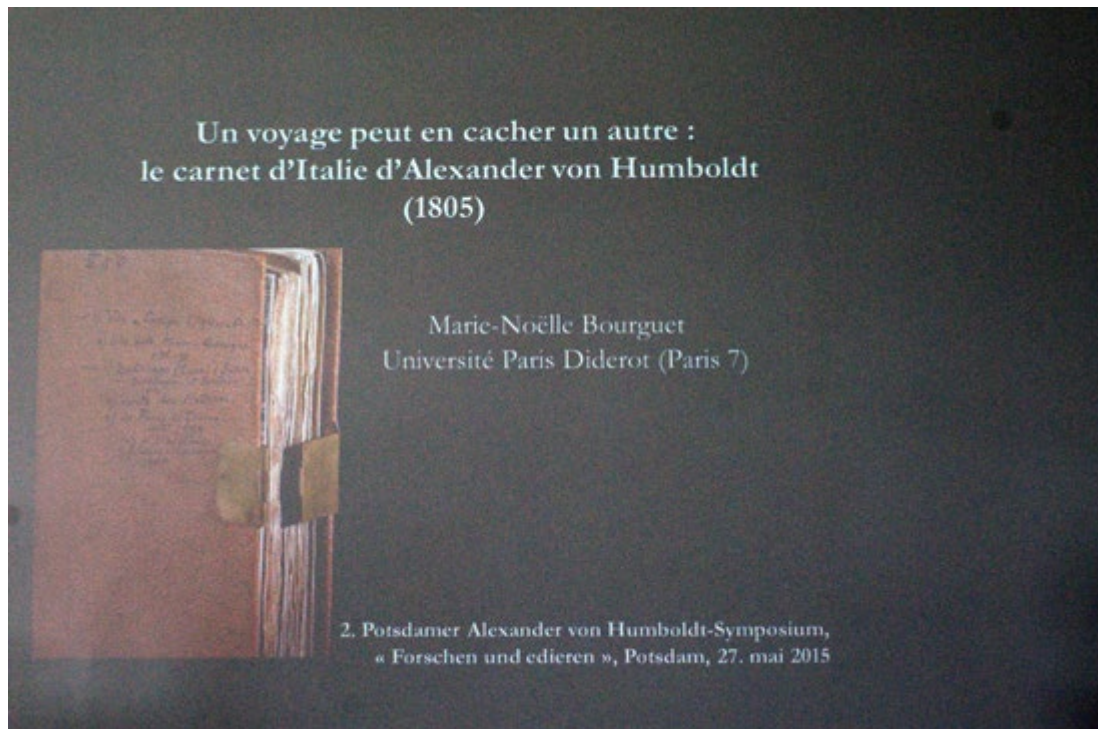 Un voyage peut en cacher un autre :
le carnet d'Italie d'Alexander von Humboldt
(1805)
Marie-Noëlle Bourguet
Université Paris Diderot (Paris 7)
2. Potsdamer Alexander von Humboldt-Symposium,
« Forschen und edieren », Potsdam, 27. mai 2015